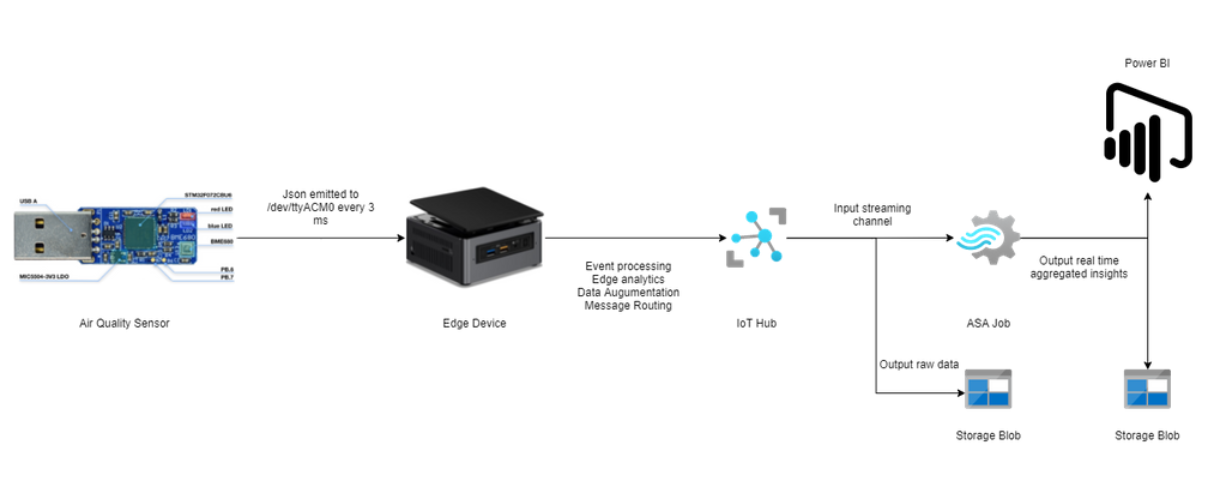 Power BI
STM32F072CBU6
USB A
red LED
blue LED
BME680
MIC5504-3V3 LDO
PB.6
PB.7
Air Quality Sensor
Json emitted to
/dev/ttyACM0 every 3
ms
Edge Device
Event processing
Edge analytics
Data Augumentation
Message Routing
IoT Hub
Input streaming
channel
ASA Job
Output real time
aggregated insights
Output raw data
Storage Blob
Storage Blob